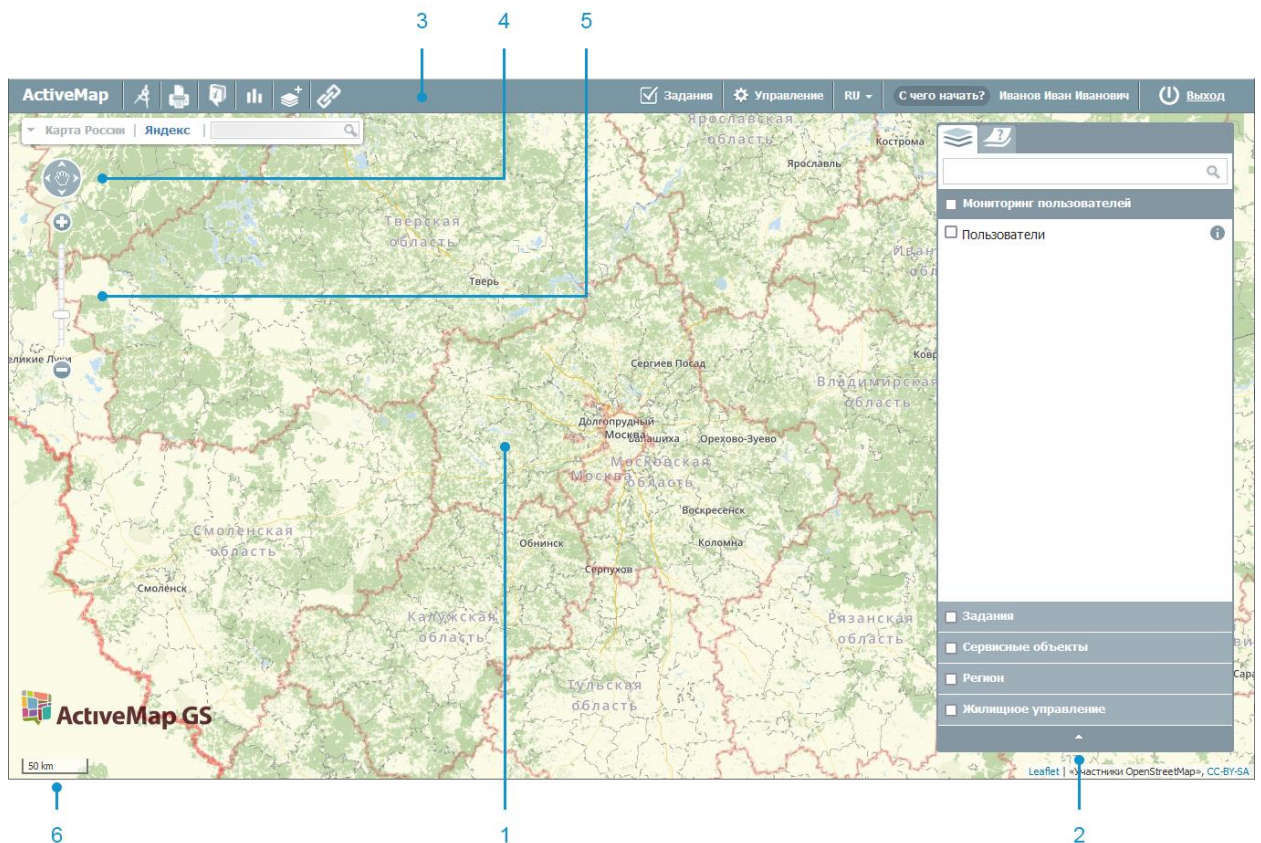 3 4 5
ActiveMap Задания Управление RU С чего начать? Иванов Иван Иванович Выход
Карта России | Яндекс |
Ярославская
область
Кострома
Ярославль
Тверская
область
Тверь
еликие Луки
Сергиев Посад
Ковр
Владимирская
область
Долгопрудный
Москва
Балашиха
Орехово-Зуево
Московская
область
Москва
Воскресенск
Смоленская
область
Обнинск
Коломна
Серпухов
Смоленск
Калужская
область
Рязанская
область
Тульская
область
Мониторинг пользователей
Пользователи
Задания
Сервисные объекты
Регион
Жилищное управление
ActiveMap GS
50 km
Leaflet | «Участники OpenStreetMap», CC-BY-SA
6 1 2